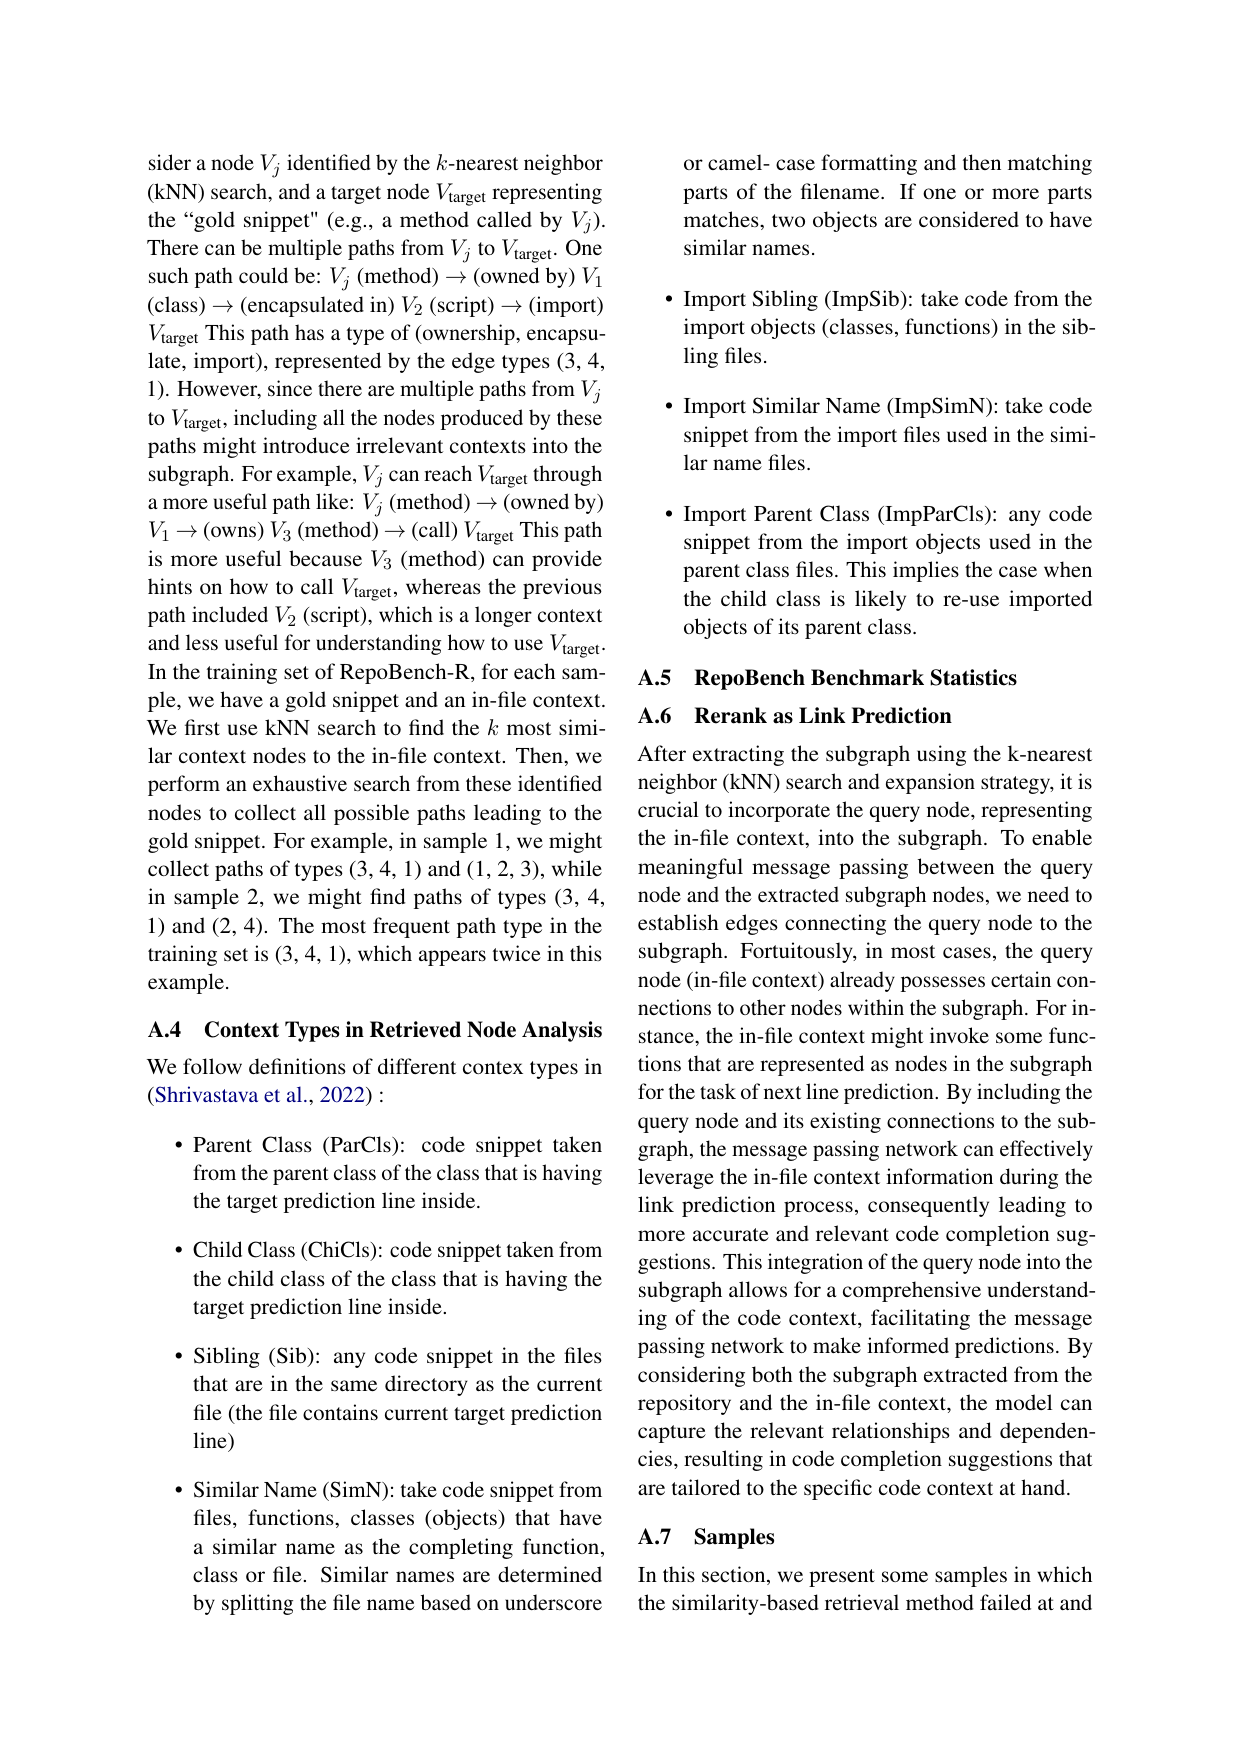 sider a node Vj identified by the k-nearest neighbor
(kNN) search, and a target node Vtarget representing
the “gold snippet" (e.g., a method called by Vj).
There can be multiple paths from Vj to Vtarget. One
such path could be: Vj (method) → (owned by) V1
(class) → (encapsulated in) V2 (script) → (import)
Vtarget This path has a type of (ownership, encapsu-
late, import), represented by the edge types (3, 4,
1). However, since there are multiple paths from Vj
to Vtarget, including all the nodes produced by these
paths might introduce irrelevant contexts into the
subgraph. For example, Vj can reach Vtarget through
a more useful path like: Vj (method) → (owned by)
V1 → (owns) V3 (method) → (call) Vtarget This path
is more useful because V3 (method) can provide
hints on how to call Vtarget, whereas the previous
path included V2 (script), which is a longer context
and less useful for understanding how to use Vtarget.
In the training set of RepoBench-R, for each sam-
ple, we have a gold snippet and an in-file context.
We first use kNN search to find the k most simi-
lar context nodes to the in-file context. Then, we
perform an exhaustive search from these identified
nodes to collect all possible paths leading to the
gold snippet. For example, in sample 1, we might
collect paths of types (3, 4, 1) and (1, 2, 3), while
in sample 2, we might find paths of types (3, 4,
1) and (2, 4). The most frequent path type in the
training set is (3, 4, 1), which appears twice in this
example.
A.4 Context Types in Retrieved Node Analysis
We follow definitions of different contex types in
(Shrivastava et al., 2022) :
• Parent Class (ParCls): code snippet taken
from the parent class of the class that is having
the target prediction line inside.
• Child Class (ChiCls): code snippet taken from
the child class of the class that is having the
target prediction line inside.
• Sibling (Sib): any code snippet in the files
that are in the same directory as the current
file (the file contains current target prediction
line)
• Similar Name (SimN): take code snippet from
files, functions, classes (objects) that have
a similar name as the completing function,
class or file. Similar names are determined
by splitting the file name based on underscore
or camel- case formatting and then matching
parts of the filename. If one or more parts
matches, two objects are considered to have
similar names.
• Import Sibling (ImpSib): take code from the
import objects (classes, functions) in the sib-
ling files.
• Import Similar Name (ImpSimN): take code
snippet from the import files used in the simi-
lar name files.
• Import Parent Class (ImpParCls): any code
snippet from the import objects used in the
parent class files. This implies the case when
the child class is likely to re-use imported
objects of its parent class.
A.5 RepoBench Benchmark Statistics
A.6 Rerank as Link Prediction
After extracting the subgraph using the k-nearest
neighbor (kNN) search and expansion strategy, it is
crucial to incorporate the query node, representing
the in-file context, into the subgraph. To enable
meaningful message passing between the query
node and the extracted subgraph nodes, we need to
establish edges connecting the query node to the
subgraph. Fortuitously, in most cases, the query
node (in-file context) already possesses certain con-
nections to other nodes within the subgraph. For in-
stance, the in-file context might invoke some func-
tions that are represented as nodes in the subgraph
for the task of next line prediction. By including the
query node and its existing connections to the sub-
graph, the message passing network can effectively
leverage the in-file context information during the
link prediction process, consequently leading to
more accurate and relevant code completion sug-
gestions. This integration of the query node into the
subgraph allows for a comprehensive understand-
ing of the code context, facilitating the message
passing network to make informed predictions. By
considering both the subgraph extracted from the
repository and the in-file context, the model can
capture the relevant relationships and dependen-
cies, resulting in code completion suggestions that
are tailored to the specific code context at hand.
A.7 Samples
In this section, we present some samples in which
the similarity-based retrieval method failed at and